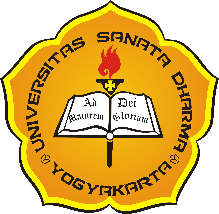 UNIVERSITAS SANATA DHARMA
Ad Dei
Maiorem Gloriam
YOGYAKARTA